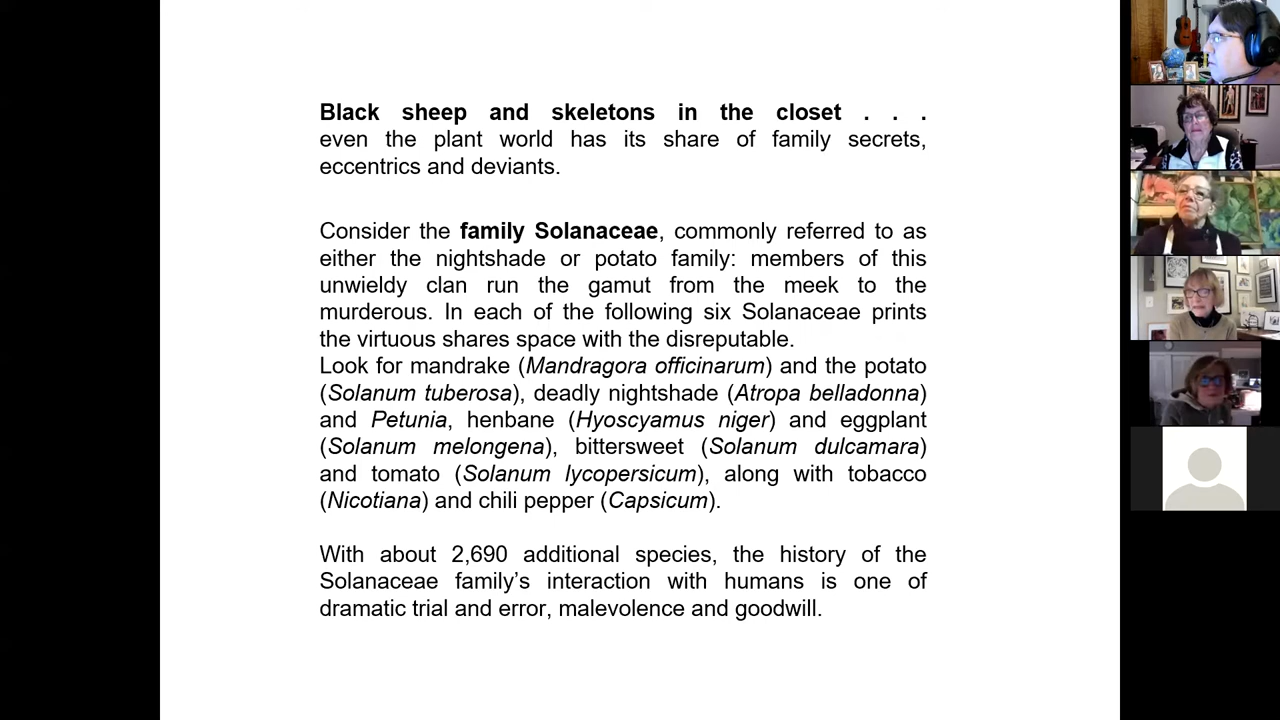 Black sheep and skeletons in the closet . . .
even the plant world has its share of family secrets,
eccentrics and deviants.
Consider the family Solanaceae, commonly referred to as
either the nightshade or potato family: members of this
unwieldy clan run the gamut from the meek to the
murderous. In each of the following six Solanaceae prints
the virtuous shares space with the disreputable.
Look for mandrake (Mandragora officinarum) and the potato
(Solanum tuberosa), deadly nightshade (Atropa belladonna)
and Petunia, henbane (Hyoscyamus niger) and eggplant
(Solanum melongena), bittersweet (Solanum dulcamara)
and tomato (Solanum lycopersicum), along with tobacco
(Nicotiana) and chili pepper (Capsicum).
With about 2,690 additional species, the history of the
Solanaceae family’s interaction with humans is one of
dramatic trial and error, malevolence and goodwill.